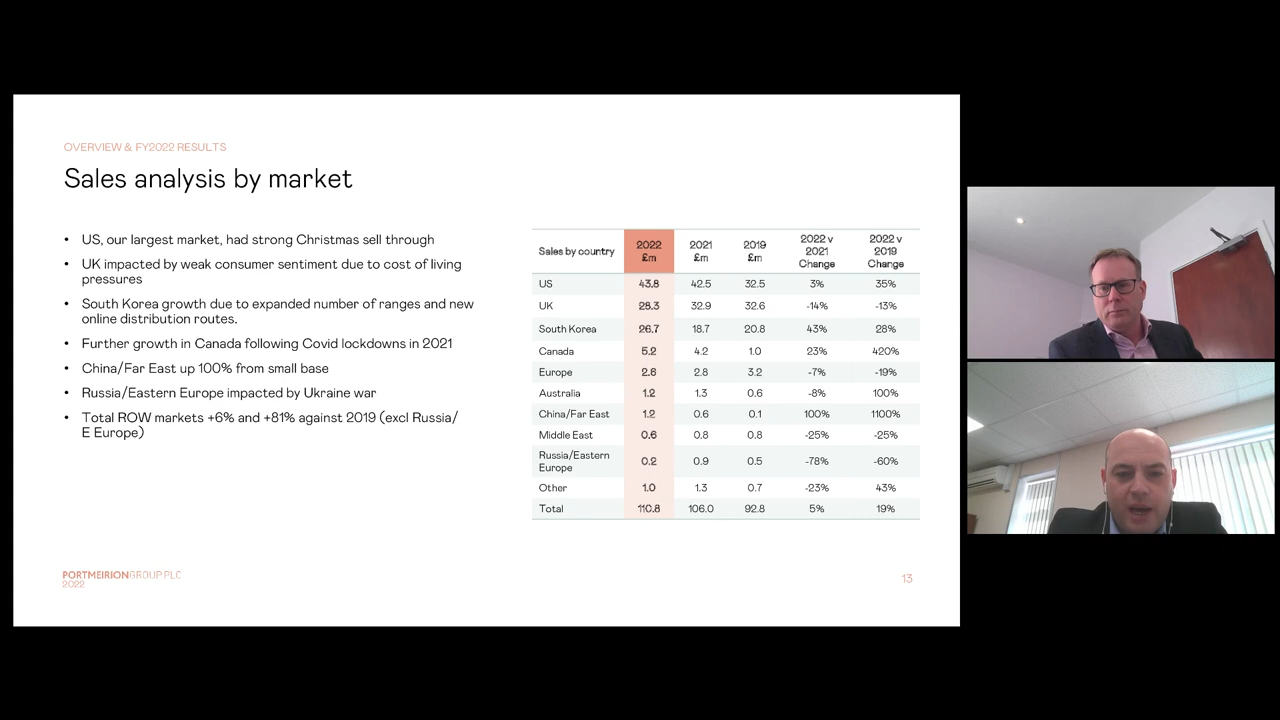 OVERVIEW & FY2022 RESULTS
Sales analysis by market
• US, our largest market, had strong Christmas sell through
• UK impacted by weak consumer sentiment due to cost of living
pressures
• South Korea growth due to expanded number of ranges and new
online distribution routes.
• Further growth in Canada following Covid lockdowns in 2021
• China/Far East up 100% from small base
• Russia/Eastern Europe impacted by Ukraine war
• Total ROW markets +6% and +81% against 2019 (excl Russia/
E Europe)
Sales by country 2022 £m 2021 £m 2019 £m 2022 v 2021 Change 2022 v 2019 Change
US 43.8 42.5 32.5 3% 35%
UK 28.3 32.9 32.6 -14% -13%
South Korea 26.7 18.7 20.8 43% 28%
Canada 5.2 4.2 1.0 23% 420%
Europe 2.6 2.8 3.2 -7% -19%
Australia 1.2 1.3 0.6 -8% 100%
China/Far East 1.2 0.6 0.1 100% 1100%
Middle East 0.6 0.8 0.8 -25% -25%
Russia/Eastern Europe 0.2 0.9 0.5 -78% -60%
Other 1.0 1.3 0.7 -23% 43%
Total 110.8 106.0 92.8 5% 19%
PORTMEIRION GROUP PLC
2022
13